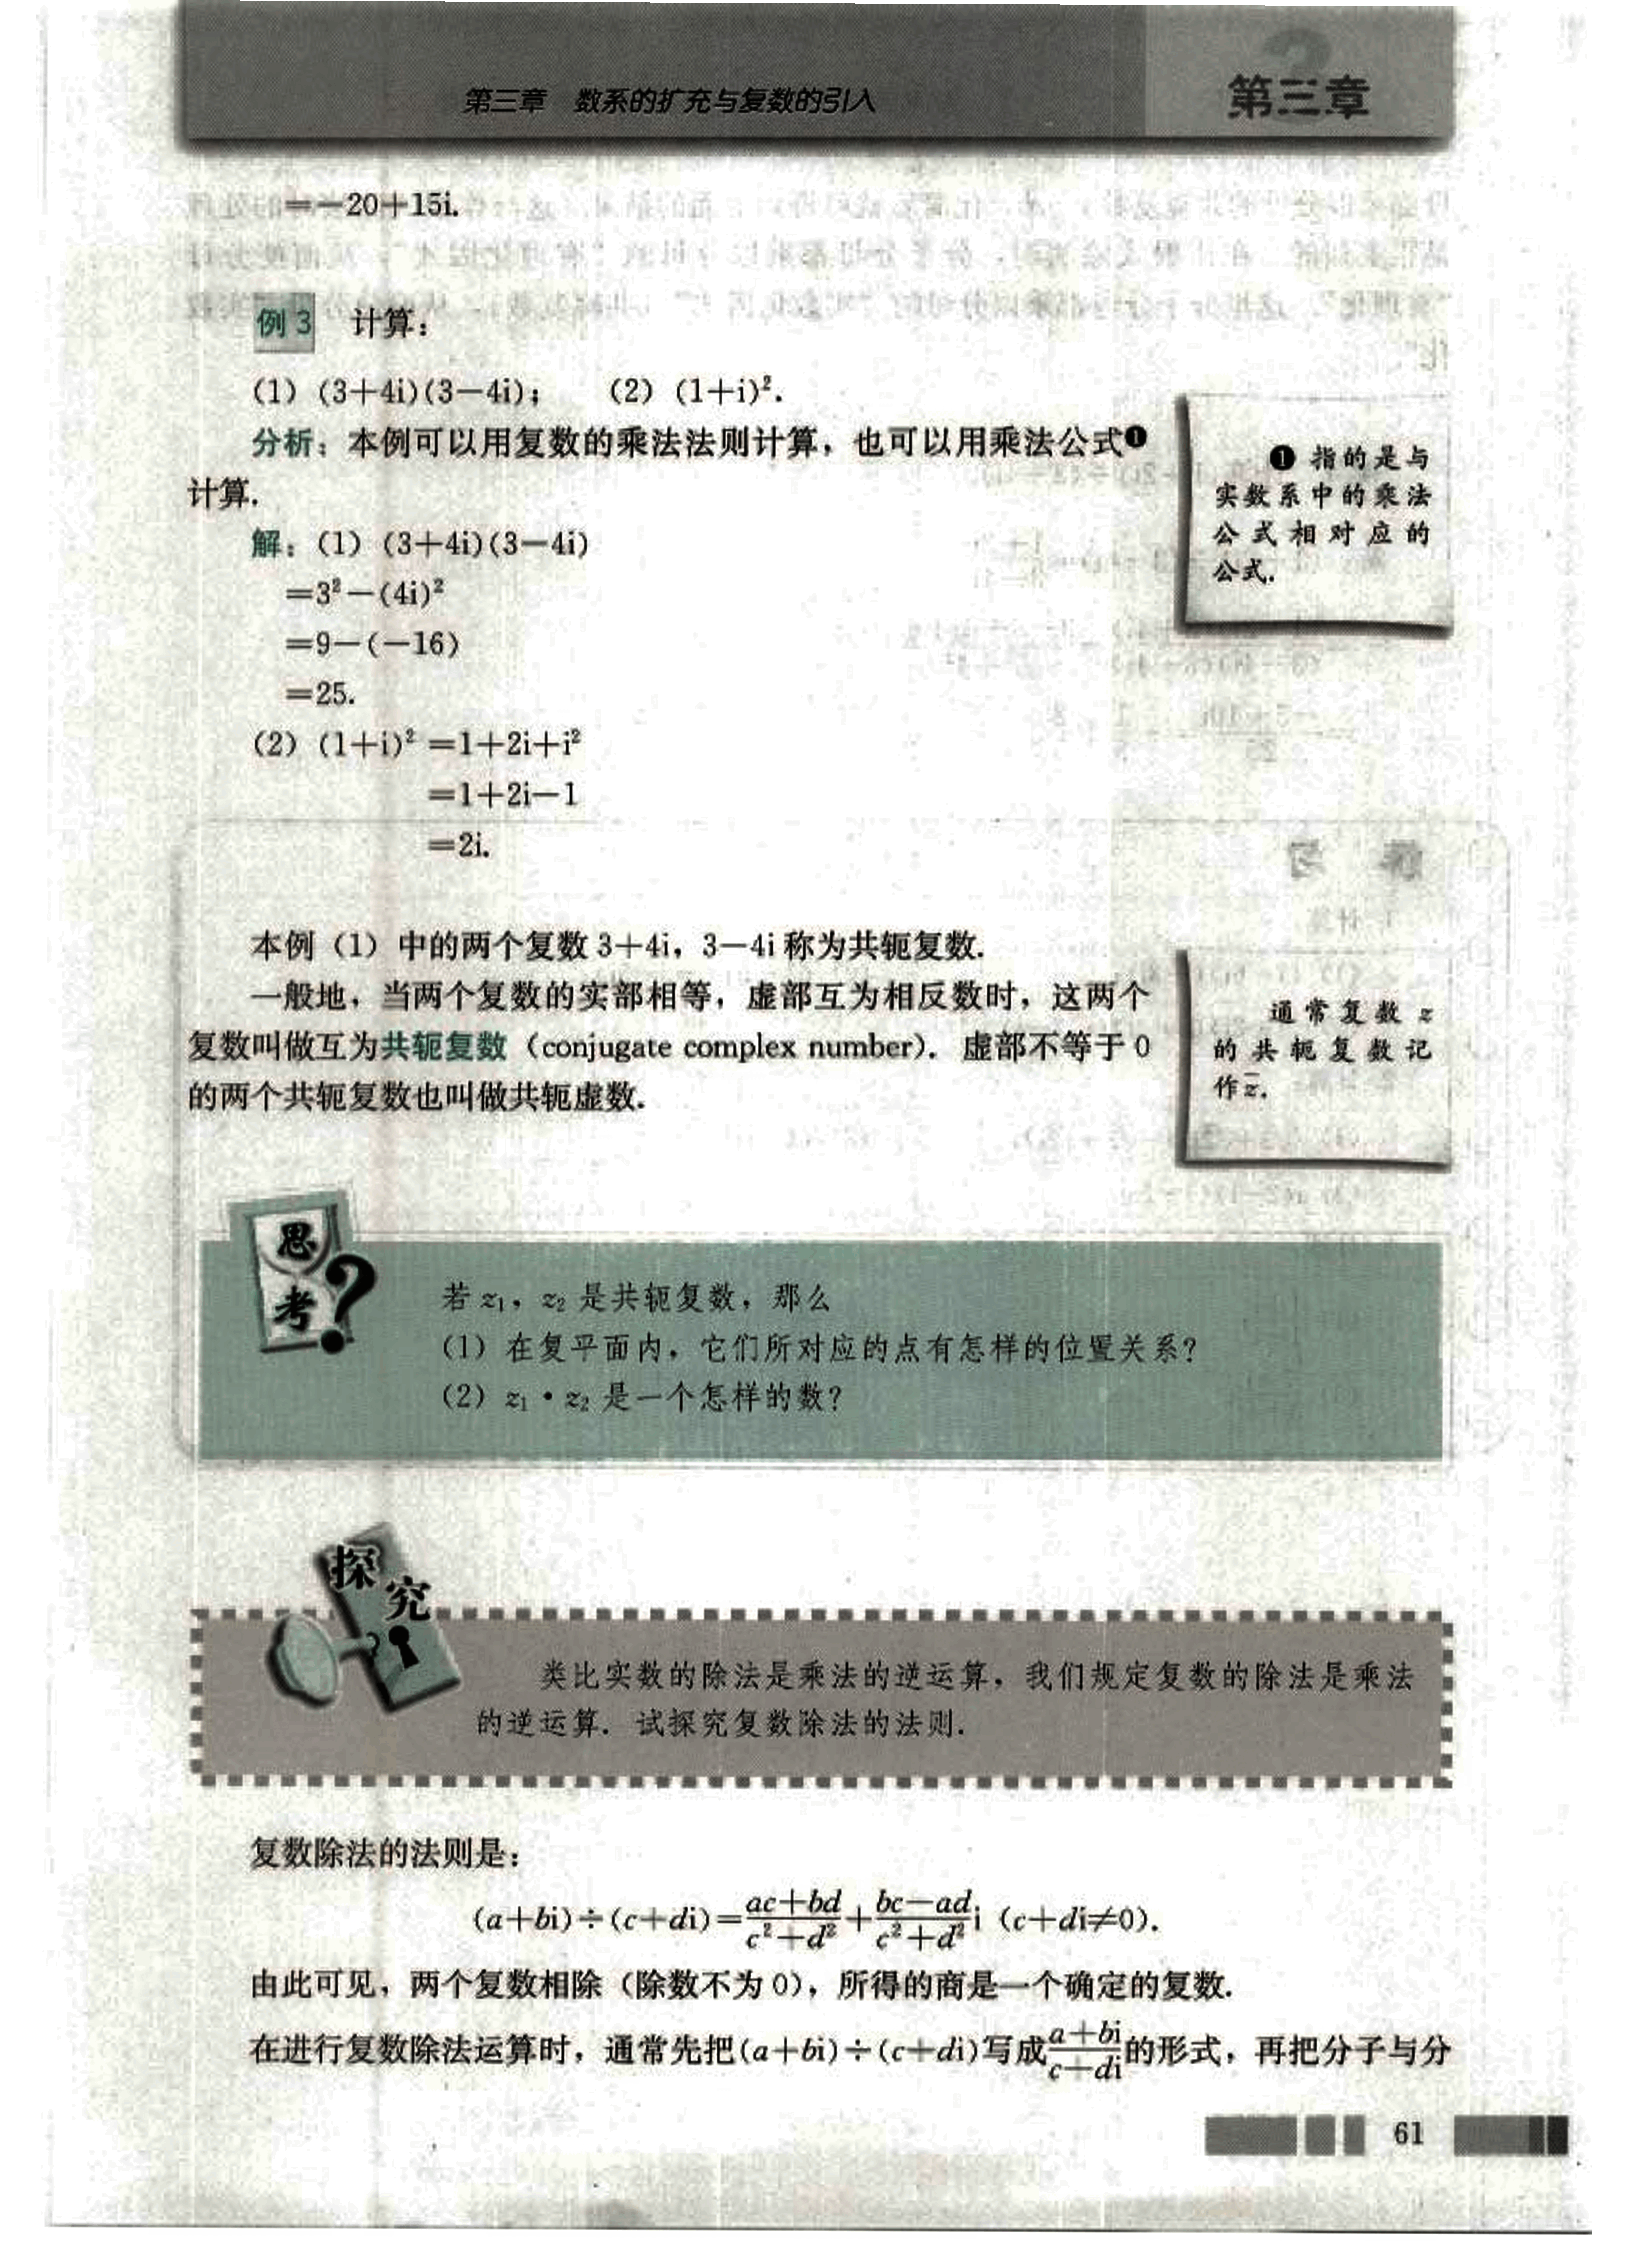 第三章 数系的扩充与复数的引入
第三章
=-20+15i.
例 3 计算：
(1) (3+4i)(3-4i)； (2) (1+i)².
分析：本例可以用复数的乘法法则计算，也可以用乘法公式❶
计算.
解：(1) (3+4i)(3-4i)
=3²-(4i)²
=9-(-16)
=25.
(2) (1+i)²=1+2i+i²
=1+2i-1
=2i.
❶ 指的是与
实数系中的乘法
公式相对应的
公式.
本例（1）中的两个复数 3+4i，3-4i 称为共轭复数.
一般地，当两个复数的实部相等，虚部互为相反数时，这两个
复数叫做互为共轭复数（conjugate complex number）. 虚部不等于 0
的两个共轭复数也叫做共轭虚数.
通常复数 z
的共轭复数记
作 z̄.
思考？
若 z₁，z₂ 是共轭复数，那么
(1) 在复平面内，它们所对应的点有怎样的位置关系？
(2) z₁·z₂ 是一个怎样的数？
探究
类比实数的除法是乘法的逆运算，我们规定复数的除法是乘法
的逆运算. 试探究复数除法的法则.
复数除法的法则是：
(a+bi)÷(c+di)=\frac{ac+bd}{c²+d²}+\frac{bc-ad}{c²+d²}i (c+di≠0).
由此可见，两个复数相除（除数不为 0），所得的商是一个确定的复数.
在进行复数除法运算时，通常先把(a+bi)÷(c+di)写成\frac{a+bi}{c+di}的形式，再把分子与分
61